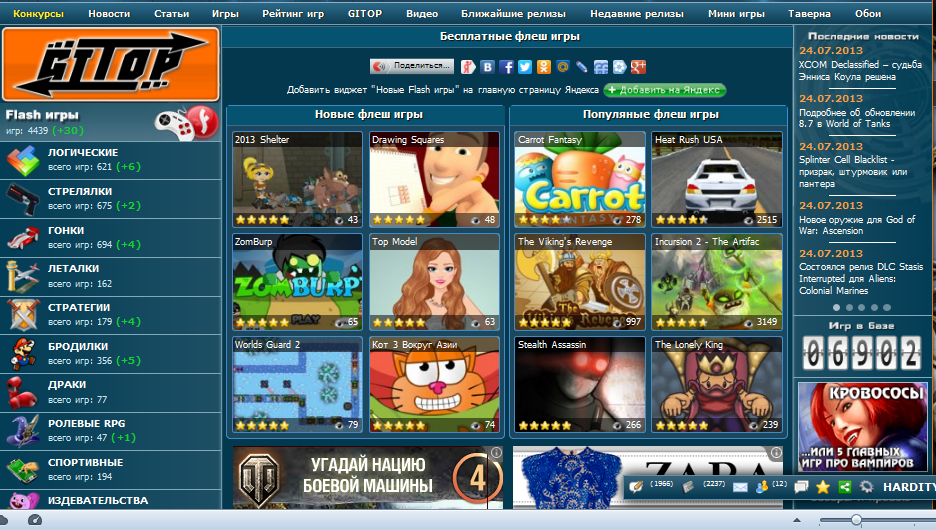 Конкурсы Новости Статьи Игры Рейтинг игр GITOP Видео Ближайшие релизы Недавние релизы Мини игры Таверна Обои
GITOP
Flash игры
игр: 4439 (+30)
ЛОГИЧЕСКИЕ
всего игр: 621 (+6)
СТРЕЛЯЛКИ
всего игр: 675 (+2)
ГОНКИ
всего игр: 694 (+4)
ЛЕТАЛКИ
всего игр: 162
СТРАТЕГИИ
всего игр: 179 (+4)
БРОДИЛКИ
всего игр: 356 (+5)
ДРАКИ
всего игр: 77
РОЛЕВЫЕ RPG
всего игр: 47 (+1)
СПОРТИВНЫЕ
всего игр: 194
ИЗДЕВАТЕЛЬСТВА
Бесплатные флеш игры
Поделиться...
Добавить виджет "Новые Flash игры" на главную страницу Яндекса + Добавить на Яндекс
Новые флеш игры
2013 Shelter
43
Drawing Squares
48
ZomBurp
ZOMBURP!
PLAY
65
Top Model
63
Worlds Guard 2
79
Кот 3 Вокруг Азии
74
Популяные флеш игры
Carrot Fantasy
Carrot
FANTASY
278
Heat Rush USA
2515
The Viking's Revenge
997
Incursion 2 - The Artifac
3149
Stealth Assassin
266
The Lonely King
239
УГАДАЙ НАЦИЮ
БОЕВОЙ МАШИНЫ
4
ZARA
Последние новости
24.07.2013
XCOM Declassified – судьба
Энниса Коула решена
24.07.2013
Подробнее об обновлении
8.7 в World of Tanks
24.07.2013
Splinter Cell Blacklist -
призрак, штурмовик или
пантера
24.07.2013
Новое оружие для God of
War: Ascension
24.07.2013
Состоялся релиз DLC Stasis
Interrupted для Aliens:
Colonial Marines
Игр в Базе
06902
КРОВОСОСЫ
...ИЛИ 5 ГЛАВНЫХ
ИГР ПРО ВАМПИРОВ
(1966) (2237) (12) HARDITY